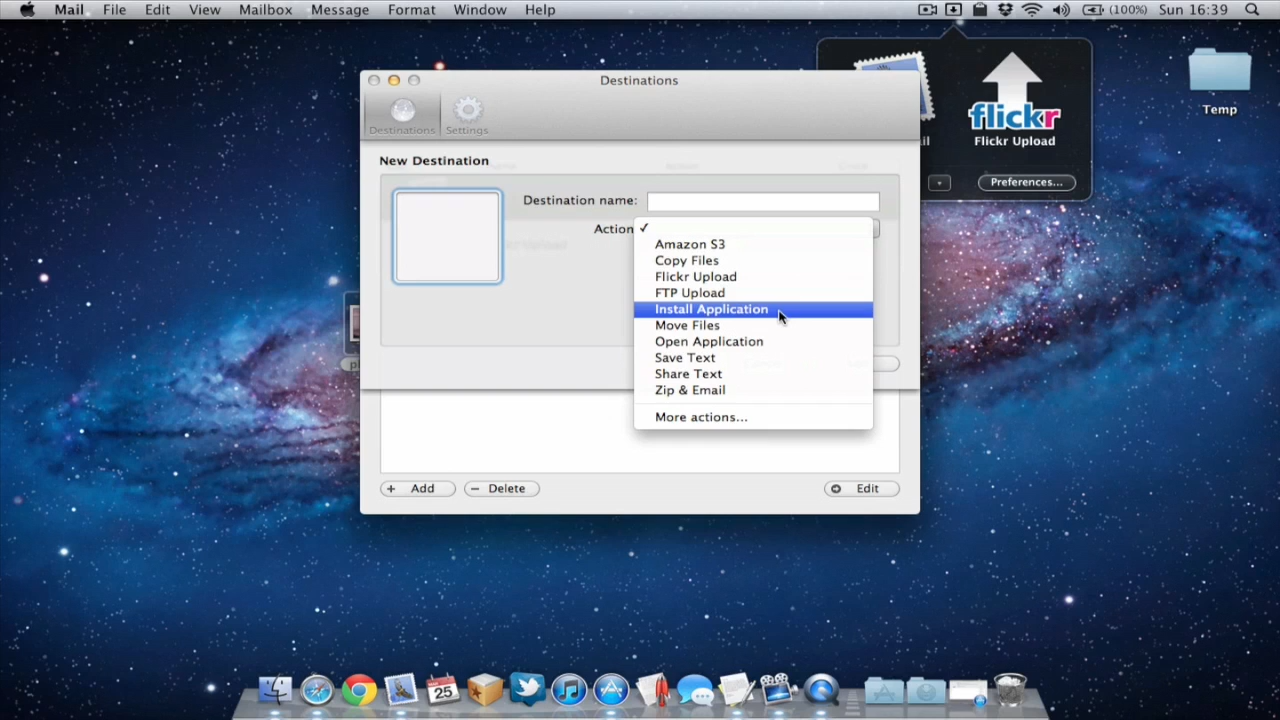 Mail File Edit View Mailbox Message Format Window Help (100%) Sun 16:39
Destinations
flickr
Temp
Destinations Settings
Flickr Upload
New Destination
Preferences...
Destination name:
Action
✓
Amazon S3
Copy Files
Flickr Upload
FTP Upload
Install Application
Move Files
Open Application
Save Text
Share Text
Zip & Email
More actions...
+ Add − Delete Edit
25